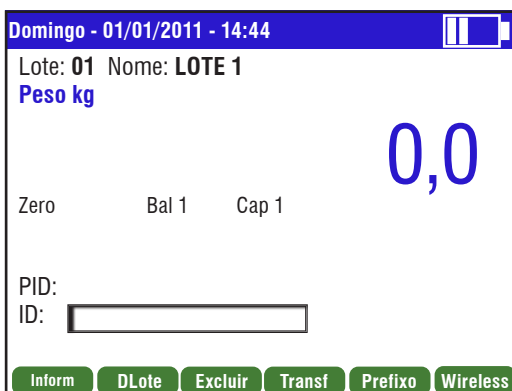 Domingo - 01/01/2011 - 14:44
Lote: 01 Nome: LOTE 1
Peso kg
0,0
Zero Bal 1 Cap 1
PID:
ID:
Inform DLote Excluir Transf Prefixo Wireless